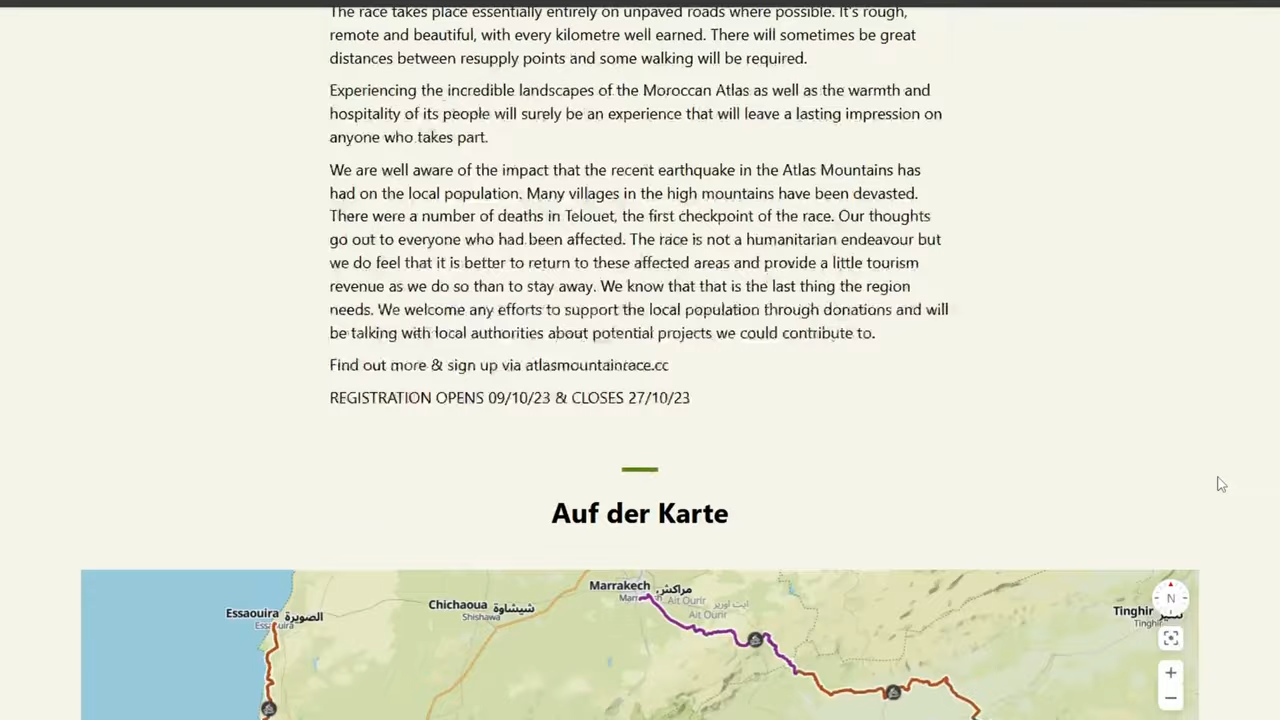 The race takes place essentially entirely on unpaved roads where possible. It's rough,
remote and beautiful, with every kilometre well earned. There will sometimes be great
distances between resupply points and some walking will be required.
Experiencing the incredible landscapes of the Moroccan Atlas as well as the warmth and
hospitality of its people will surely be an experience that will leave a lasting impression on
anyone who takes part.
We are well aware of the impact that the recent earthquake in the Atlas Mountains has
had on the local population. Many villages in the high mountains have been devasted.
There were a number of deaths in Telouet, the first checkpoint of the race. Our thoughts
go out to everyone who had been affected. The race is not a humanitarian endeavour but
we do feel that it is better to return to these affected areas and provide a little tourism
revenue as we do so than to stay away. We know that that is the last thing the region
needs. We welcome any efforts to support the local population through donations and will
be talking with local authorities about potential projects we could contribute to.
Find out more & sign up via atlasmountainrace.cc
REGISTRATION OPENS 09/10/23 & CLOSES 27/10/23
Auf der Karte
Marrakech مراكش
Ait Ourir ايت اورير
Ait Ourir
Essaouira الصويرة
Chichaoua شيشاوة
Shishawa
Tinghir
Tinghir
N
+
−